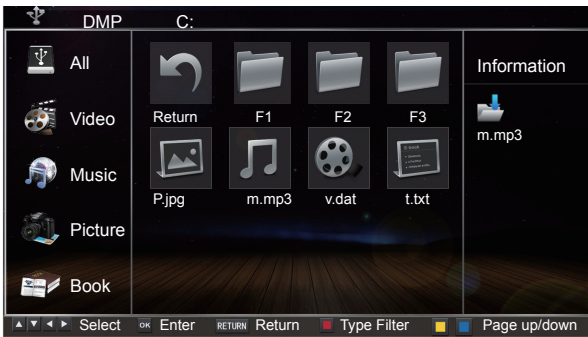 DMP C:
All
Video
Music
Picture
Book
Return F1 F2 F3
P.jpg m.mp3 v.dat t.txt
Information
m.mp3
Select OK Enter RETURN Return Type Filter Page up/down